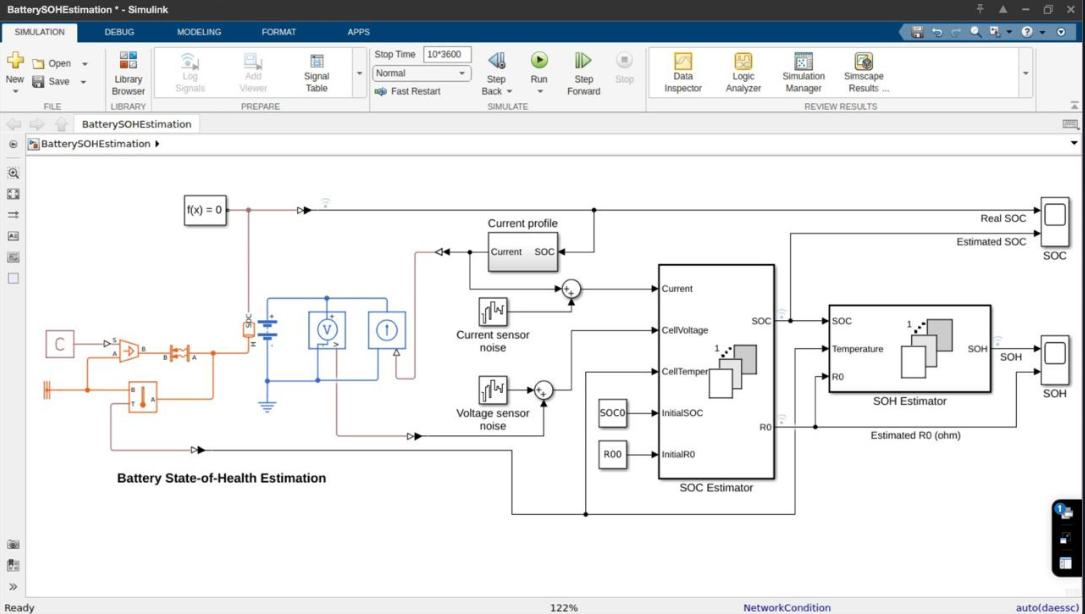 BatterySOHEstimation * - Simulink
SIMULATION
DEBUG
MODELING
FORMAT
APPS
New
Open
Save
FILE
Library
Browser
LIBRARY
Log
Signals
Add
Viewer
Signal
Table
PREPARE
Stop Time 10*3600
Normal
Fast Restart
Step
Back
Run
Step
Forward
Stop
SIMULATE
Data
Inspector
Logic
Analyzer
Simulation
Manager
Simscape
Results ...
REVIEW RESULTS
BatterySOHEstimation
BatterySOHEstimation
f(x) = 0
Current profile
Current SOC
Real SOC
Estimated SOC
SOC
Current sensor
noise
Voltage sensor
noise
SOC0
R00
Current
CellVoltage
CellTemper
InitialSOC
InitialR0
1
SOC
R0
SOC Estimator
SOC
Temperature
R0
1
SOH
SOH Estimator
SOH
SOH
Estimated R0 (ohm)
C
S
A
B
B
A
B
T
A
SOC
H
+
-
V
+
-
V
+
+
+
+
Battery State-of-Health Estimation
1
Ready
122%
NetworkCondition
auto(daessc)